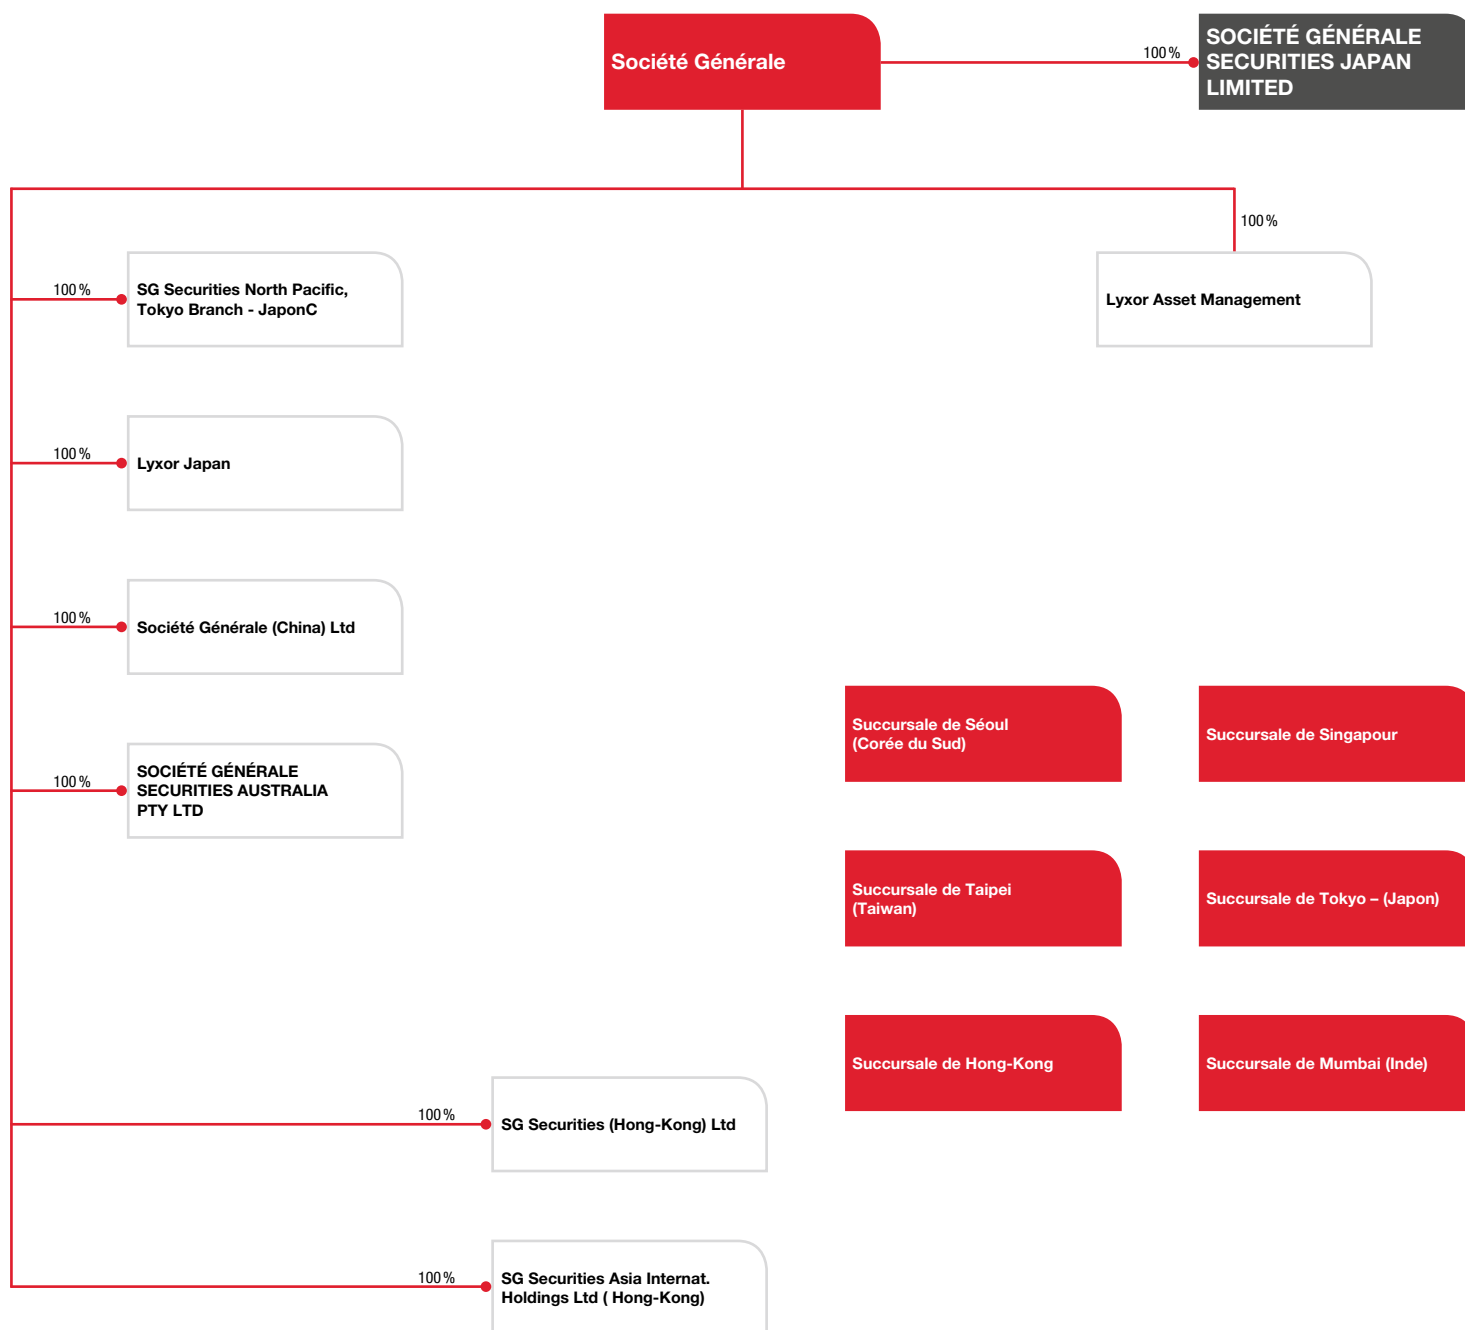 Société Générale
100 %
SOCIÉTÉ GÉNÉRALE
SECURITIES JAPAN
LIMITED
100 %
100 %
SG Securities North Pacific,
Tokyo Branch - JaponC
Lyxor Asset Management
100 %
Lyxor Japan
100 %
Société Générale (China) Ltd
100 %
SOCIÉTÉ GÉNÉRALE
SECURITIES AUSTRALIA
PTY LTD
Succursale de Séoul
(Corée du Sud)
Succursale de Singapour
Succursale de Taipei
(Taiwan)
Succursale de Tokyo – (Japon)
Succursale de Hong-Kong
Succursale de Mumbai (Inde)
100 %
SG Securities (Hong-Kong) Ltd
100 %
SG Securities Asia Internat.
Holdings Ltd ( Hong-Kong)